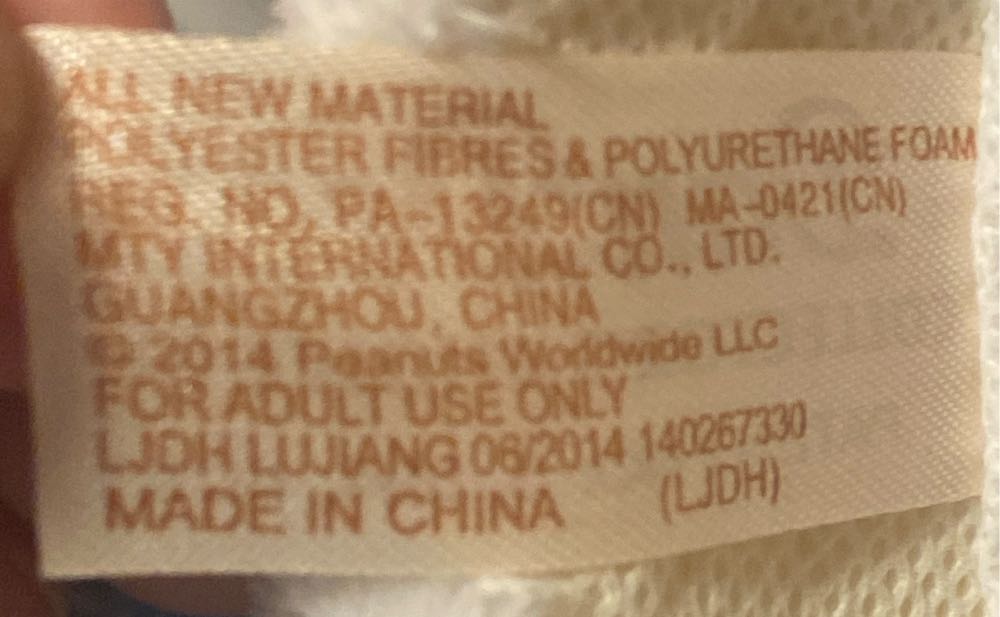 ALL NEW MATERIAL
POLYESTER FIBRES & POLYURETHANE FOAM
REG. NO. PA-13249(CN) MA-0421(CN)
MTY INTERNATIONAL CO., LTD.
GUANGZHOU, CHINA
© 2014 Peanuts Worldwide LLC
FOR ADULT USE ONLY
LJDH LUJIANG 06/2014 140267330
MADE IN CHINA (LJDH)